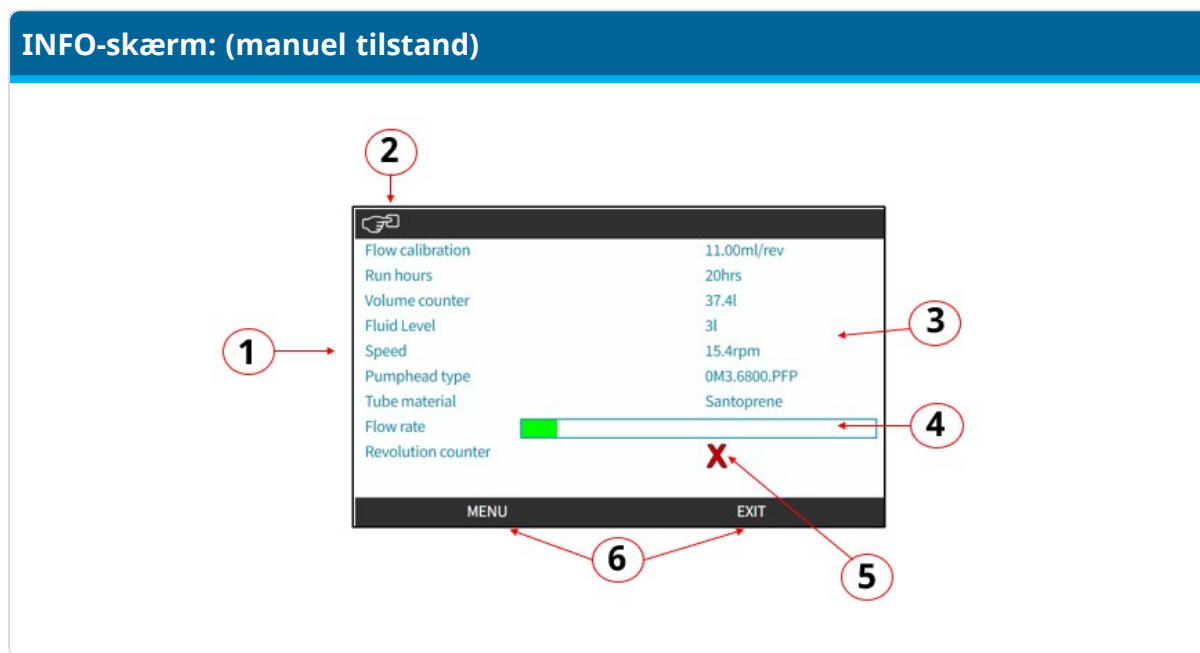 INFO-skærm: (manuel tilstand)
2
Flow calibration 11.00ml/rev
Run hours 20hrs
Volume counter 37.4l
Fluid Level 3l
3
1
Speed 15.4rpm
Pumphead type 0M3.6800.PFP
Tube material Santoprene
Flow rate
4
Revolution counter X
MENU EXIT
6
5